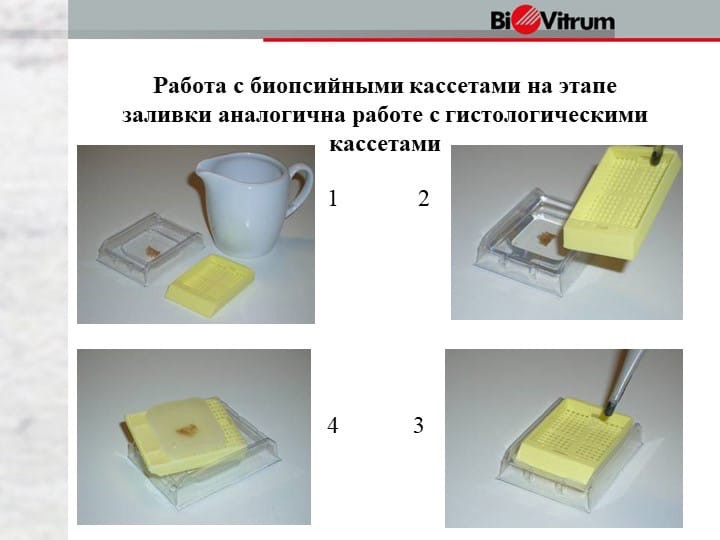 BioVitrum
Работа с биопсийными кассетами на этапе
заливки аналогична работе с гистологическими
кассетами
1 2
4 3